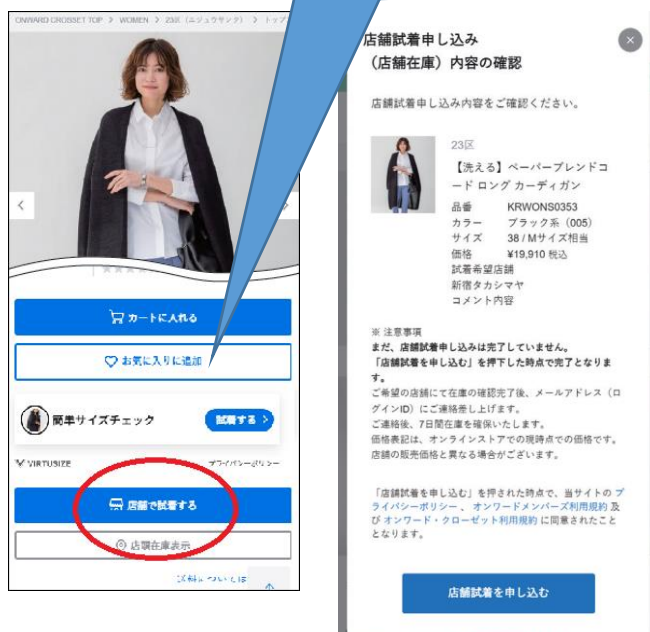 ONWARD CROSSET TOP > WOMEN > 23区 (ニジュウサンク) > トップ
カートに入れる
お気に入りに追加
簡単サイズチェック
試着する >
VIRTUSIZE
プライバシーポリシー
店舗で試着する
店頭在庫表示
店舗試着申し込み
(店舗在庫)内容の確認
店舗試着申し込み内容をご確認ください。
23区
【洗える】ペーパーブレンドコ
ード ロング カーディガン
品番 KRWONS0353
カラー ブラック系(005)
サイズ 38 / Mサイズ相当
価格 ¥19,910 税込
試着希望店舗
新宿タカシマヤ
コメント内容
※ 注意事項
まだ、店舗試着申し込みは完了していません。
「店舗試着を申し込む」を押下した時点で完了となりま
す。
ご希望の店舗にて在庫の確認完了後、メールアドレス(ロ
グインID)にご連絡差し上げます。
ご連絡後、7日間在庫を確保いたします。
価格表記は、オンラインストアでの現時点での価格です。
店舗の販売価格と異なる場合がございます。
「店舗試着を申し込む」を押された時点で、当サイトの プ
ライバシーポリシー 、 オンワードメンバーズ利用規約 及
び オンワード・クローゼット利用規約 に同意されたこと
となります。
店舗試着を申し込む